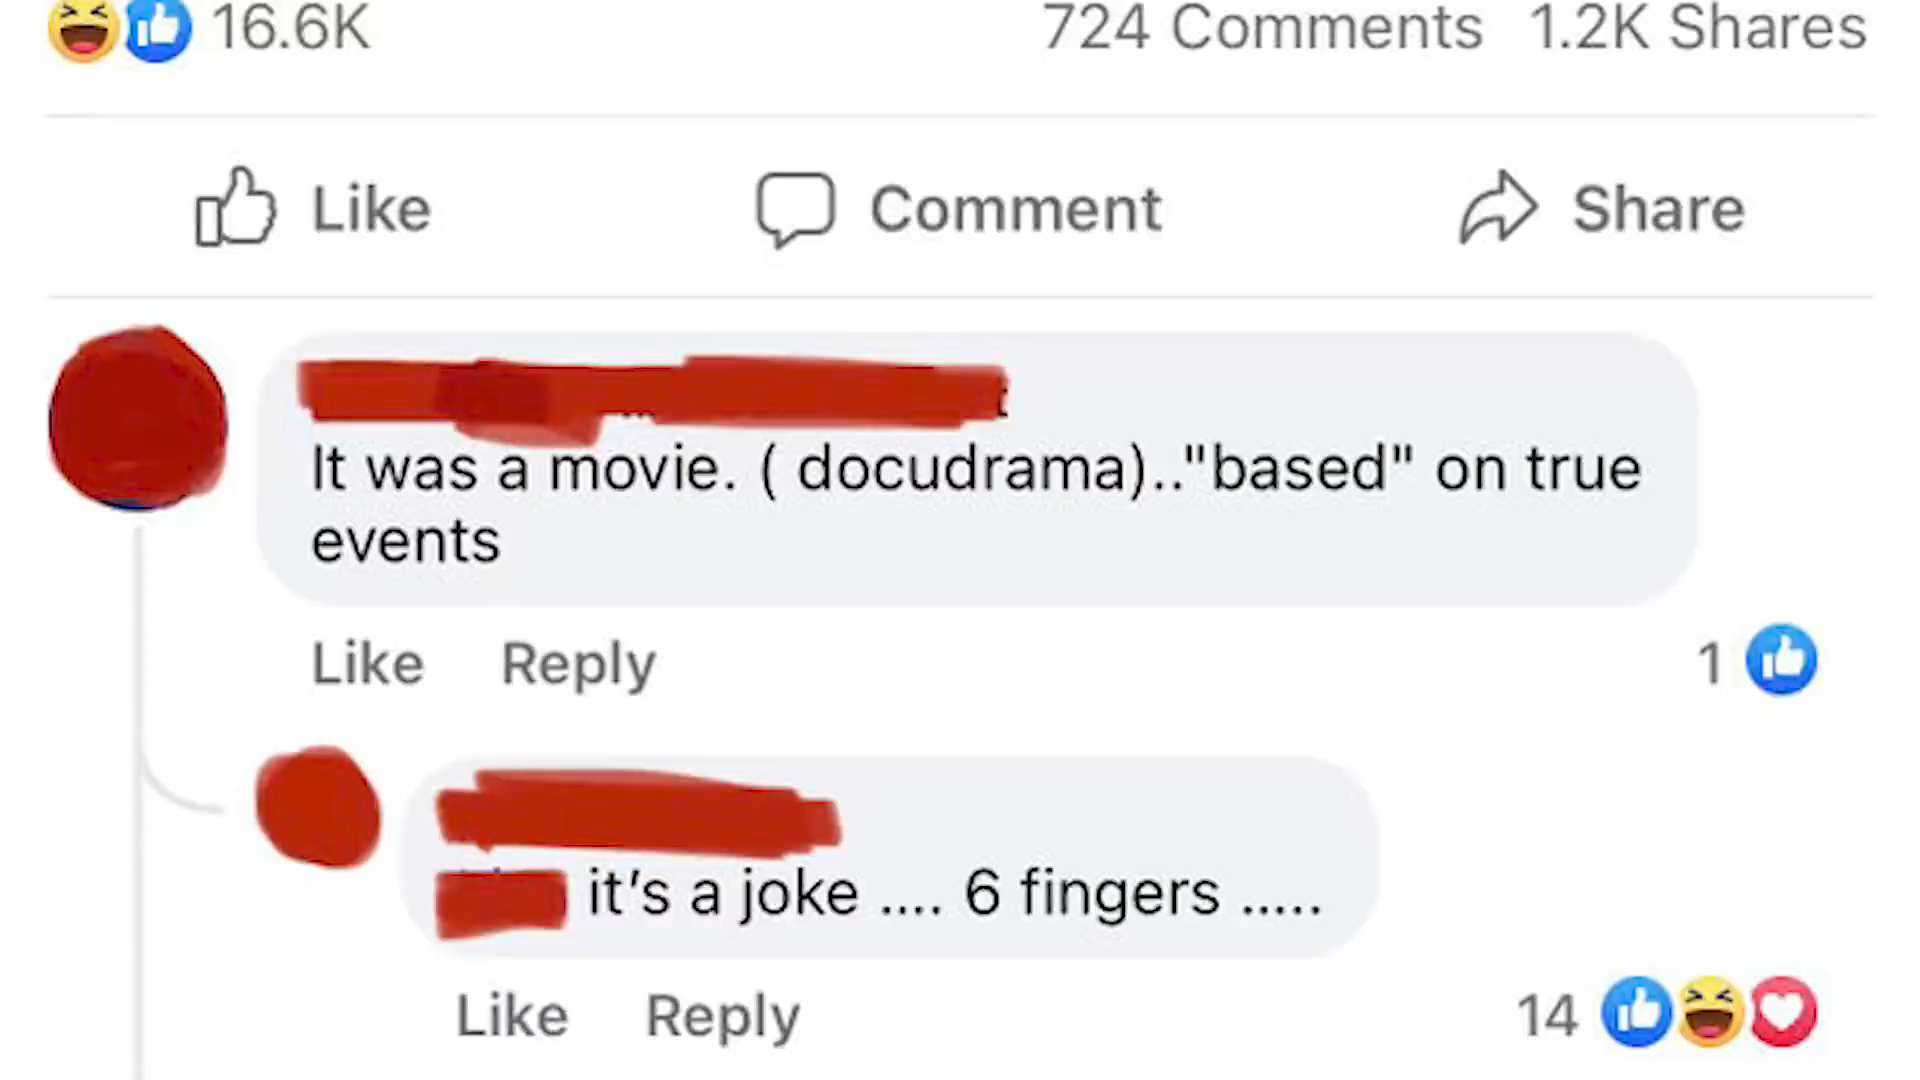 16.6K 724 Comments 1.2K Shares
Like Comment Share
It was a movie. ( docudrama).."based" on true
events
Like Reply 1
it's a joke .... 6 fingers .....
Like Reply 14